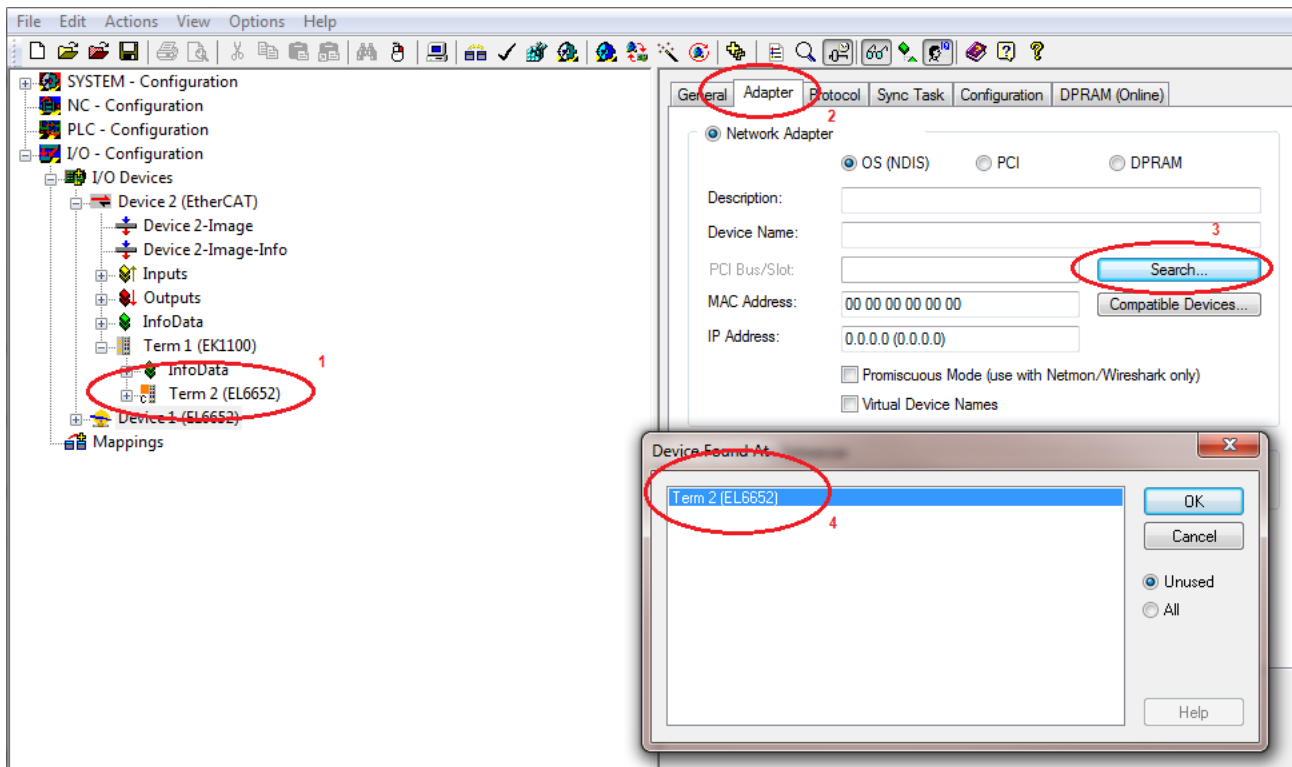 File Edit Actions View Options Help
SYSTEM - Configuration
NC - Configuration
PLC - Configuration
I/O - Configuration
I/O Devices
Device 2 (EtherCAT)
Device 2-Image
Device 2-Image-Info
Inputs
Outputs
InfoData
Term 1 (EK1100)
1
InfoData
Term 2 (EL6652)
Device 1 (EL6652)
Mappings
General Adapter Protocol Sync Task Configuration DPRAM (Online)
2
Network Adapter
OS (NDIS) PCI DPRAM
Description:
Device Name:
3
PCI Bus/Slot: Search...
MAC Address: 00 00 00 00 00 00 Compatible Devices...
IP Address: 0.0.0.0 (0.0.0.0)
Promiscuous Mode (use with Netmon/Wireshark only)
Virtual Device Names
Device Found At
Term 2 (EL6652)
4
OK
Cancel
Unused
All
Help